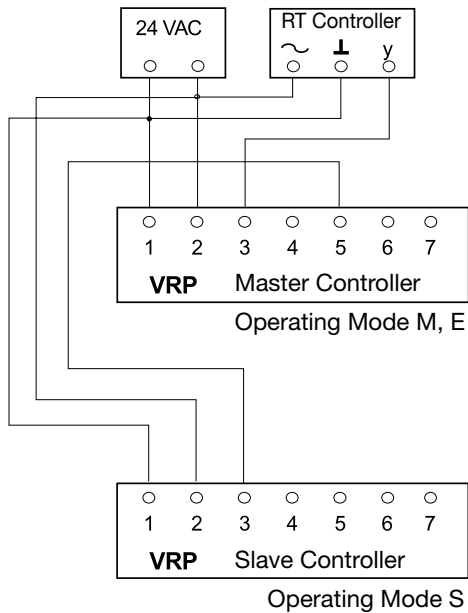 24 VAC
RT Controller
y
1 2 3 4 5 6 7
VRP Master Controller
Operating Mode M, E
1 2 3 4 5 6 7
VRP Slave Controller
Operating Mode S